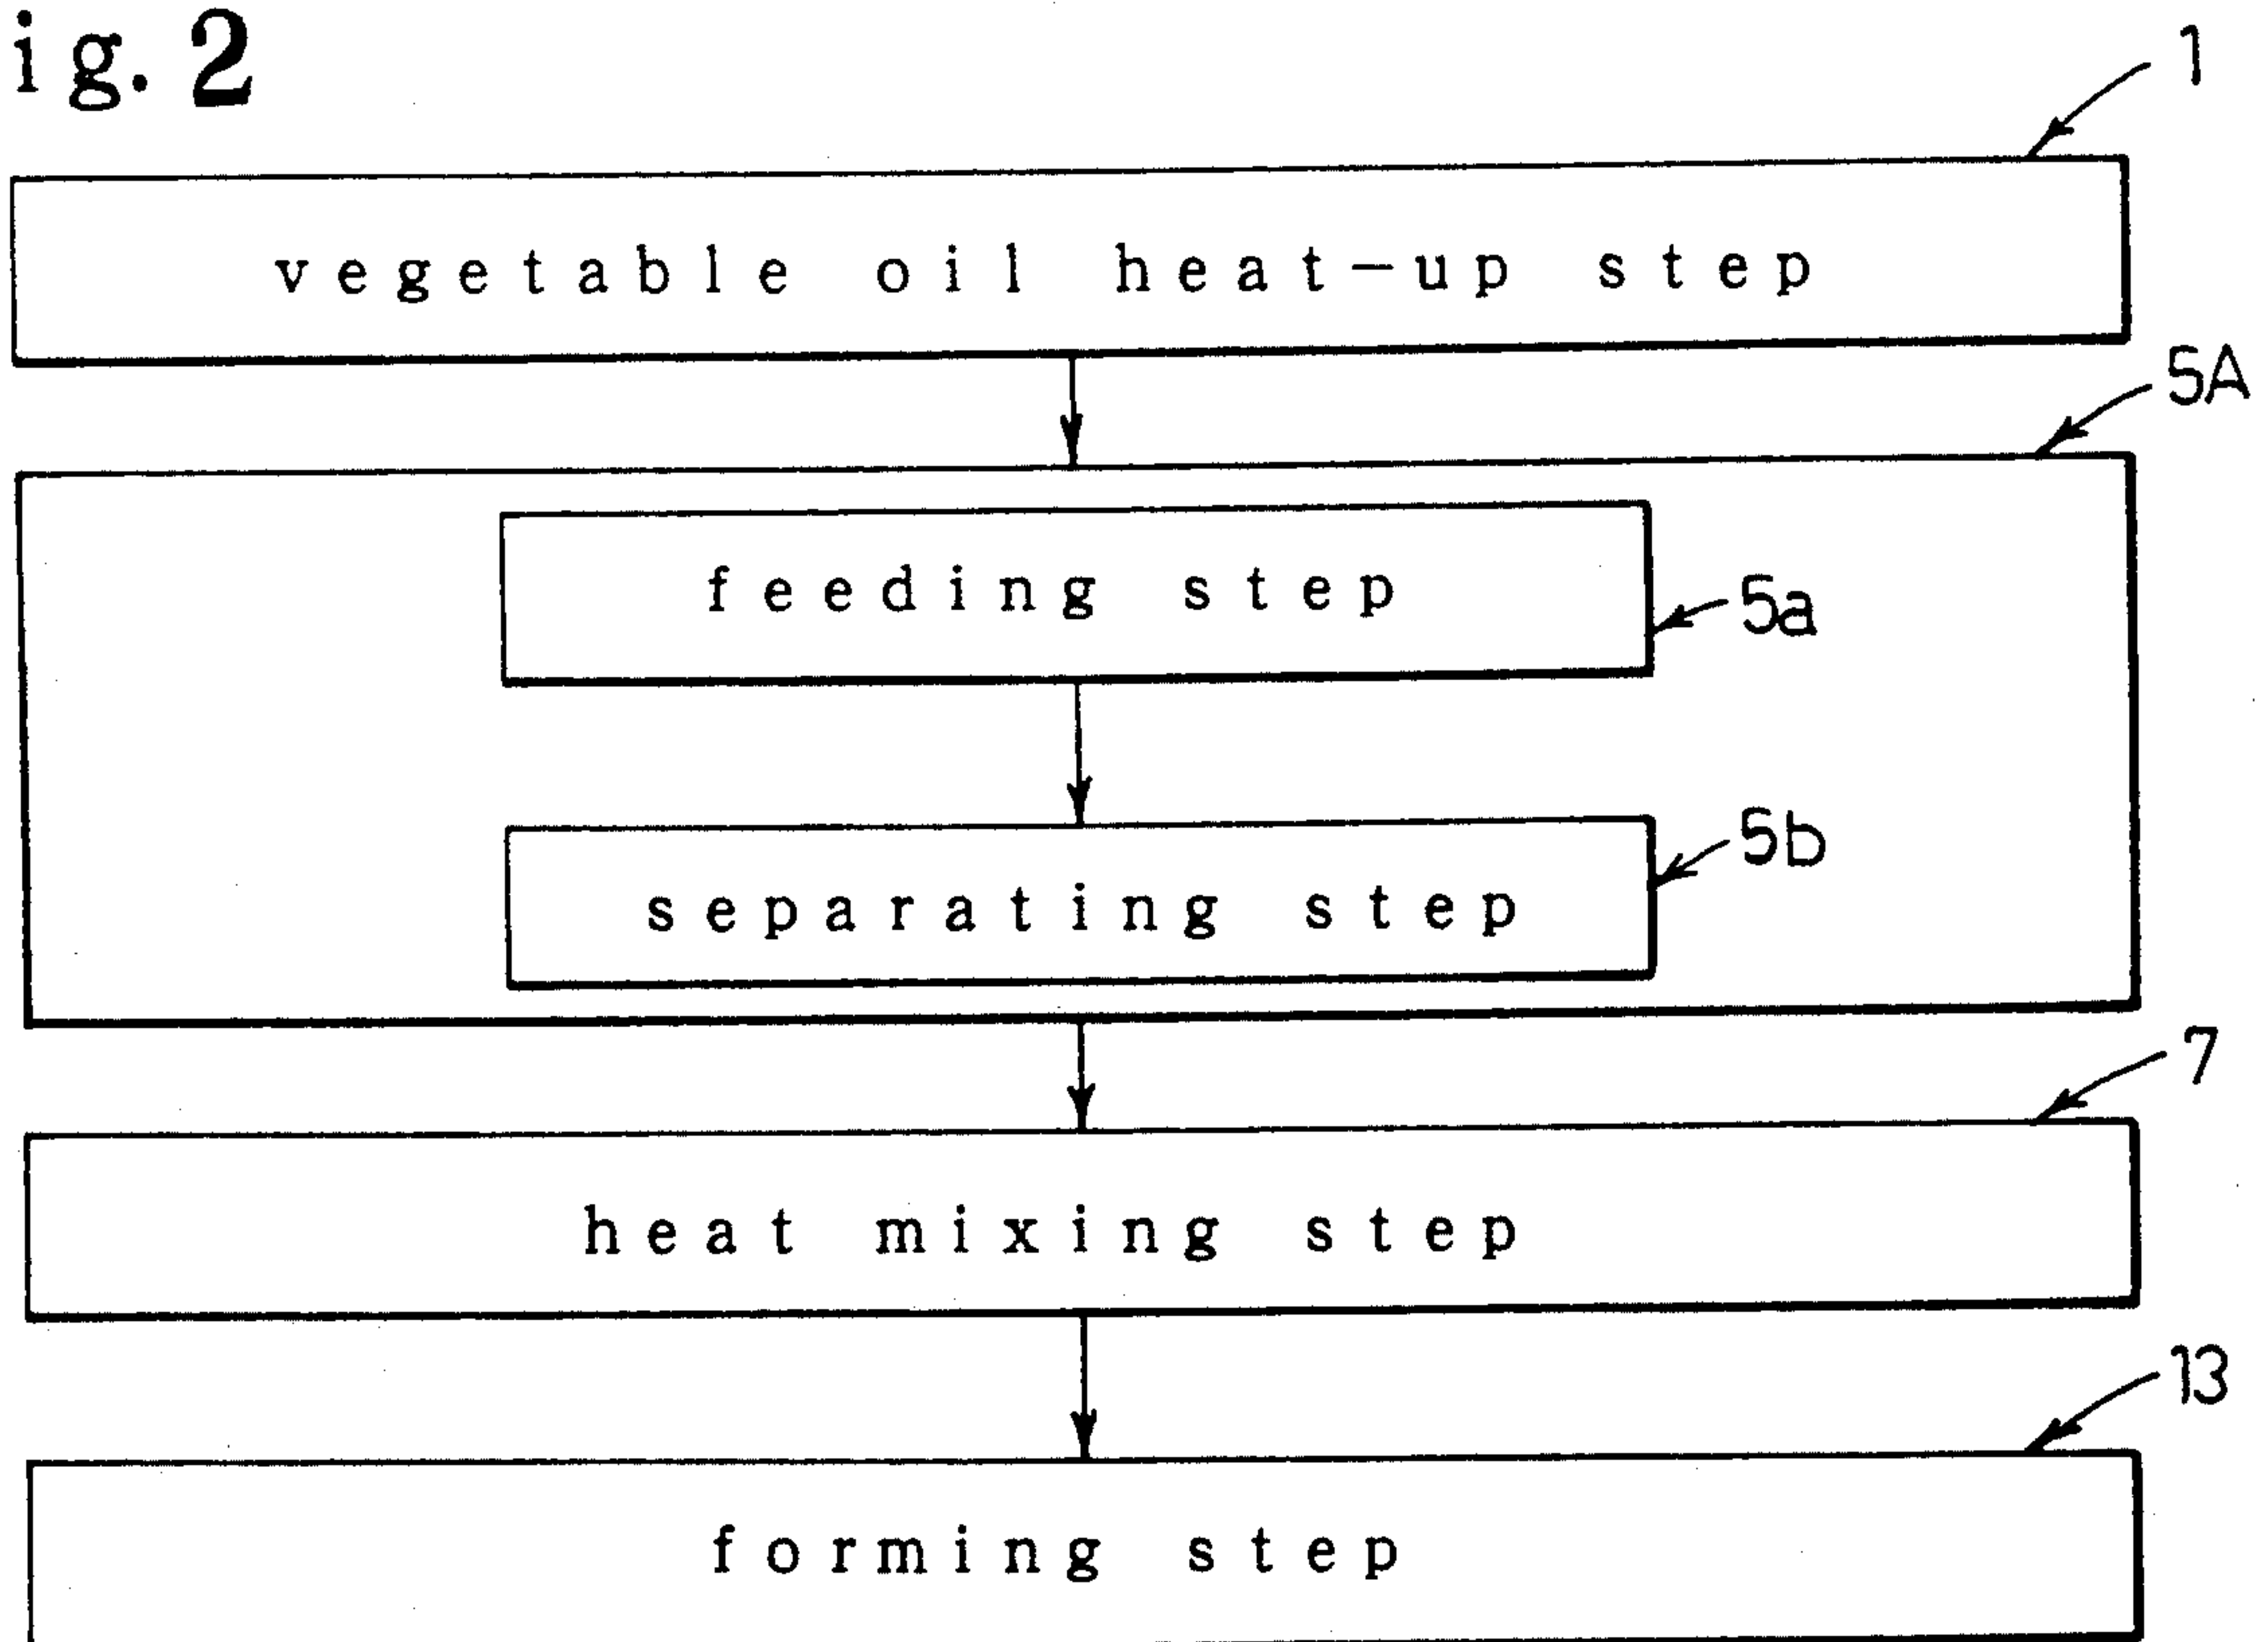 ig. 2
1
vegetable oil heat-up step
5A
feeding step
5a
5b
separating step
7
heat mixing step
13
forming step